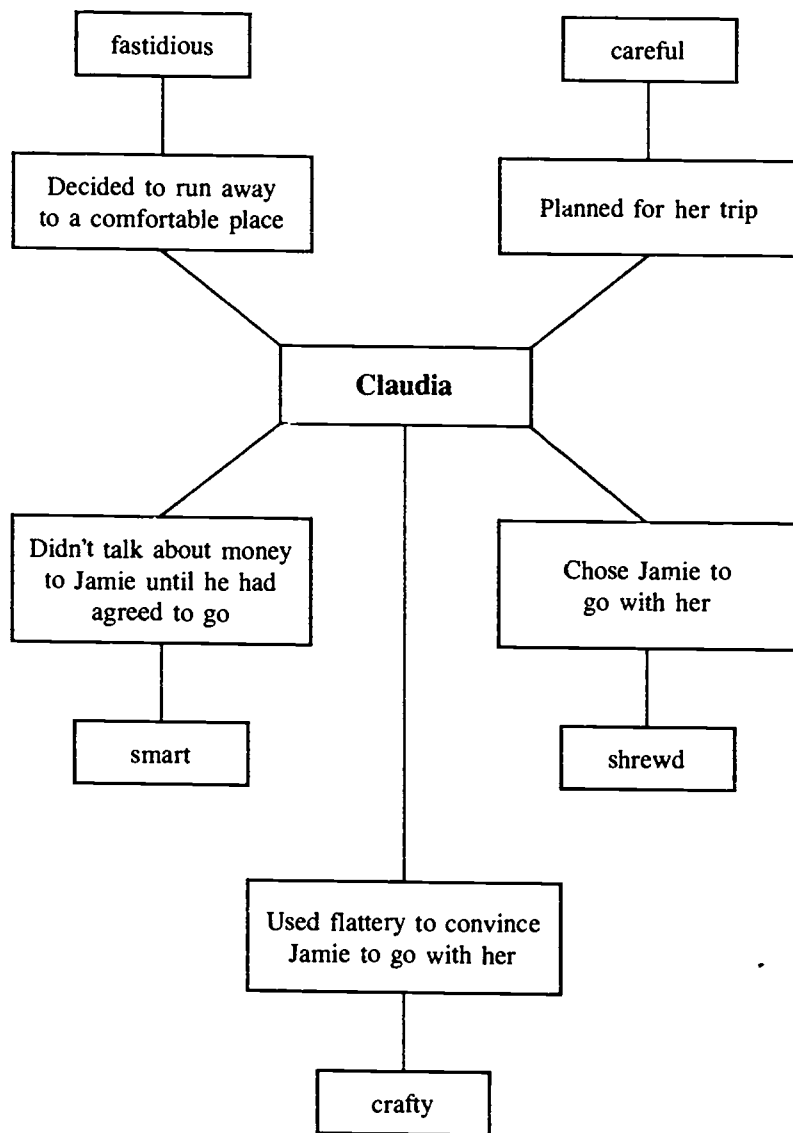 fastidious
careful
Decided to run away
to a comfortable place
Planned for her trip
Claudia
Didn't talk about money
to Jamie until he had
agreed to go
Chose Jamie to
go with her
smart
shrewd
Used flattery to convince
Jamie to go with her
crafty